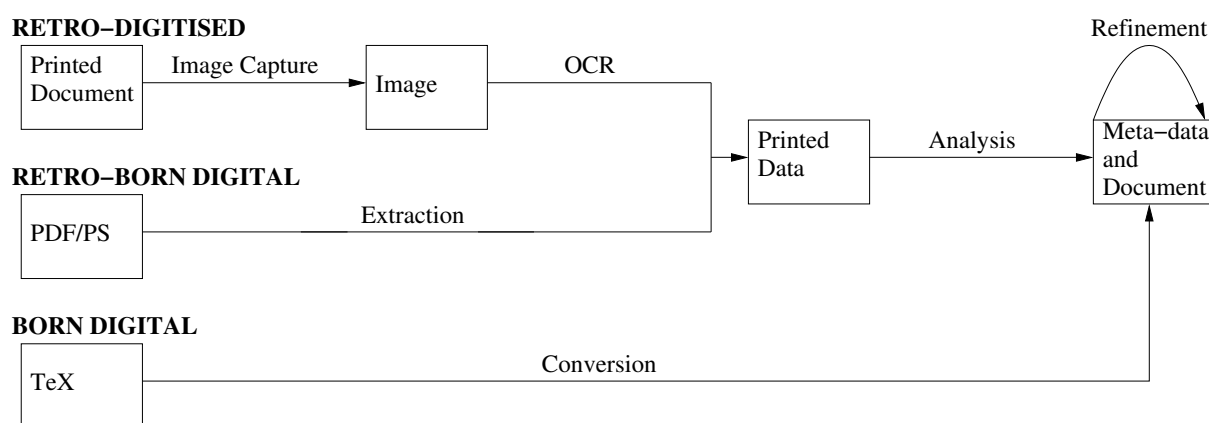 RETRO−DIGITISED
Refinement
Printed
Document
Image Capture
Image
OCR
Printed
Data
Analysis
Meta−data
and
Document
RETRO−BORN DIGITAL
PDF/PS
Extraction
BORN DIGITAL
TeX
Conversion